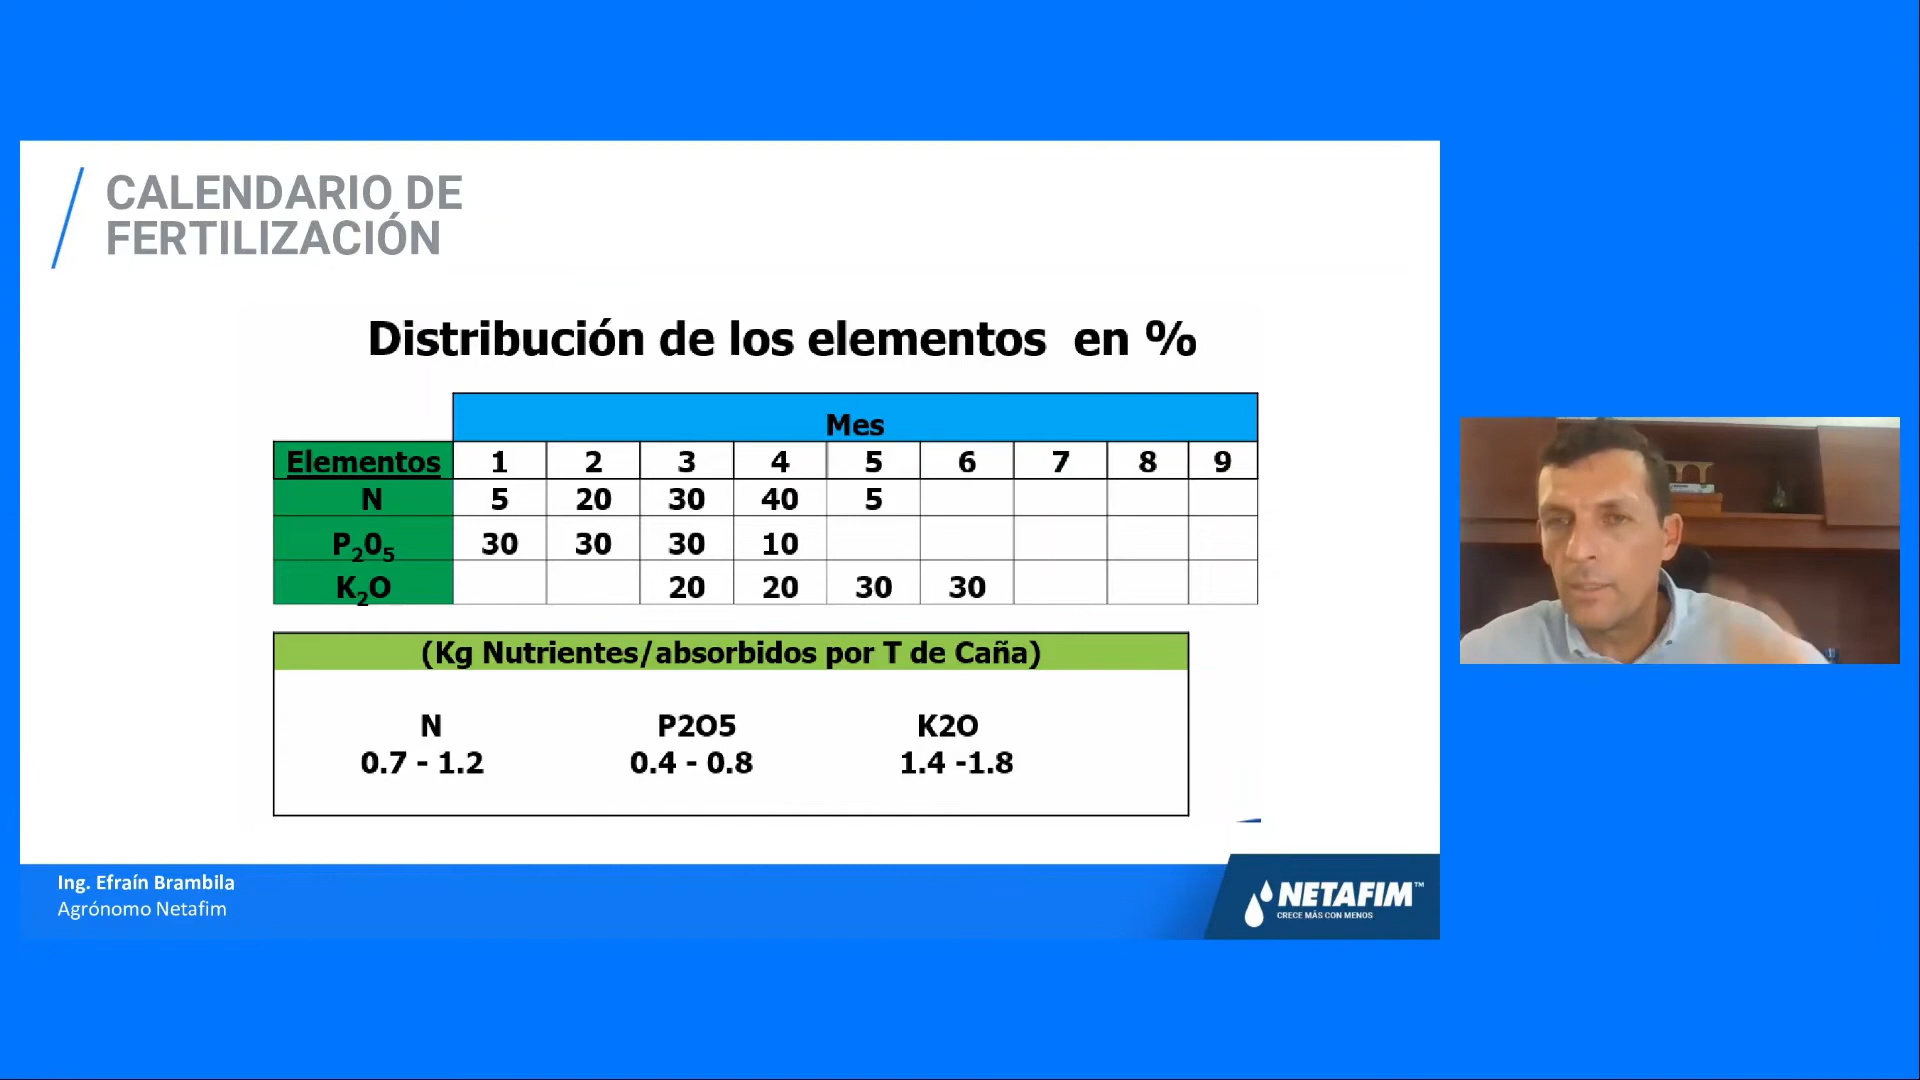 CALENDARIO DE
FERTILIZACIÓN
Distribución de los elementos en %
Mes
Elementos 1 2 3 4 5 6 7 8 9
N 5 20 30 40 5
P₂0₅ 30 30 30 10
K₂O 20 20 30 30
(Kg Nutrientes/absorbidos por T de Caña)
N P2O5 K2O
0.7 - 1.2 0.4 - 0.8 1.4 -1.8
Ing. Efraín Brambila
Agrónomo Netafim
NETAFIM™
CRECE MÁS CON MENOS